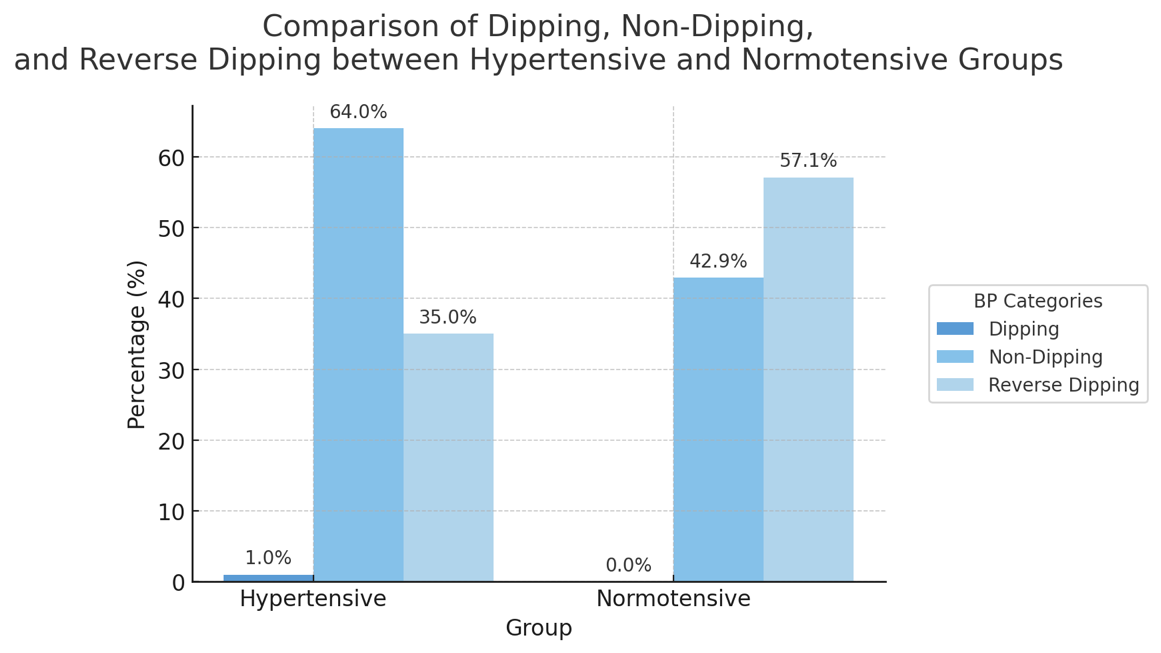 Comparison of Dipping, Non-Dipping,
and Reverse Dipping between Hypertensive and Normotensive Groups
64.0%
57.1%
42.9%
35.0%
1.0%
0.0%
60
50
40
30
20
10
0
Percentage (%)
Hypertensive
Normotensive
Group
BP Categories
Dipping
Non-Dipping
Reverse Dipping